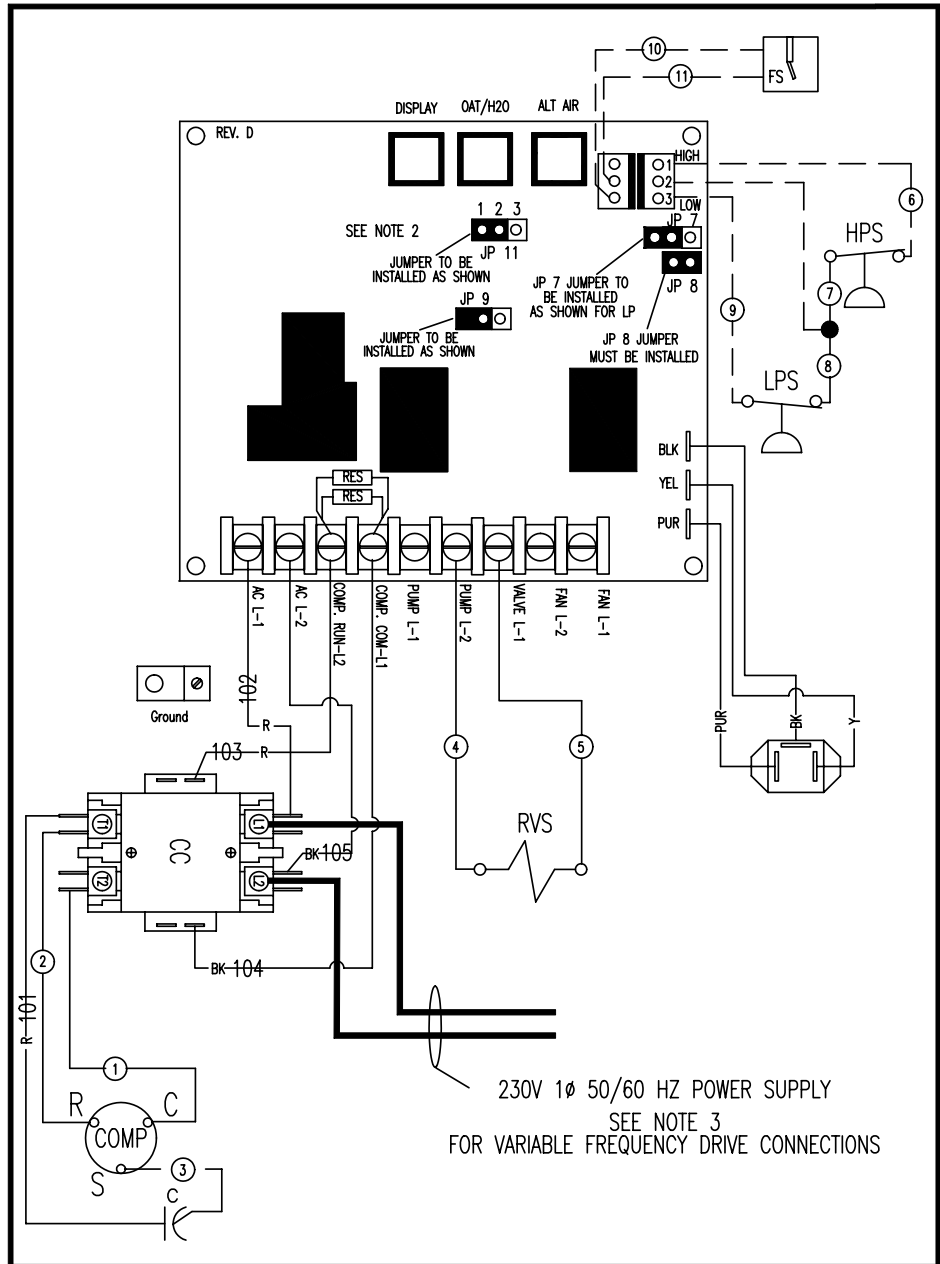 10
11
FS
DISPLAY
OAT/H2O
ALT AIR
REV. D
HIGH
1
2
3
LOW
6
HPS
1 2 3
JP 11
SEE NOTE 2
JUMPER TO BE
INSTALLED AS SHOWN
JP 7
JP 8
JP 7 JUMPER TO
BE INSTALLED
AS SHOWN FOR LP
JP 9
JUMPER TO BE
INSTALLED AS SHOWN
JP 8 JUMPER
MUST BE INSTALLED
7
9
8
LPS
BLK
YEL
PUR
RES
RES
AC L-1
AC L-2
COMP. RUN-L2
COMP. COM-L1
PUMP L-1
PUMP L-2
VALVE L-1
FAN L-2
FAN L-1
Ground
102
R
103
R
PUR
BK
Y
4
5
RVS
T1
T2
CC
L1
L2
BK
105
BK
104
2
R
101
1
R
C
COMP
S
3
C
230V 1ø 50/60 HZ POWER SUPPLY
SEE NOTE 3
FOR VARIABLE FREQUENCY DRIVE CONNECTIONS